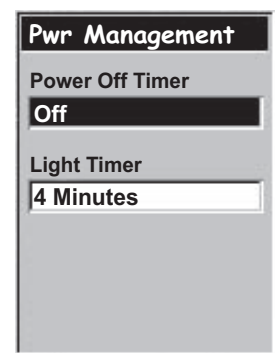 Pwr Management
Power Off Timer
Off
Light Timer
4 Minutes